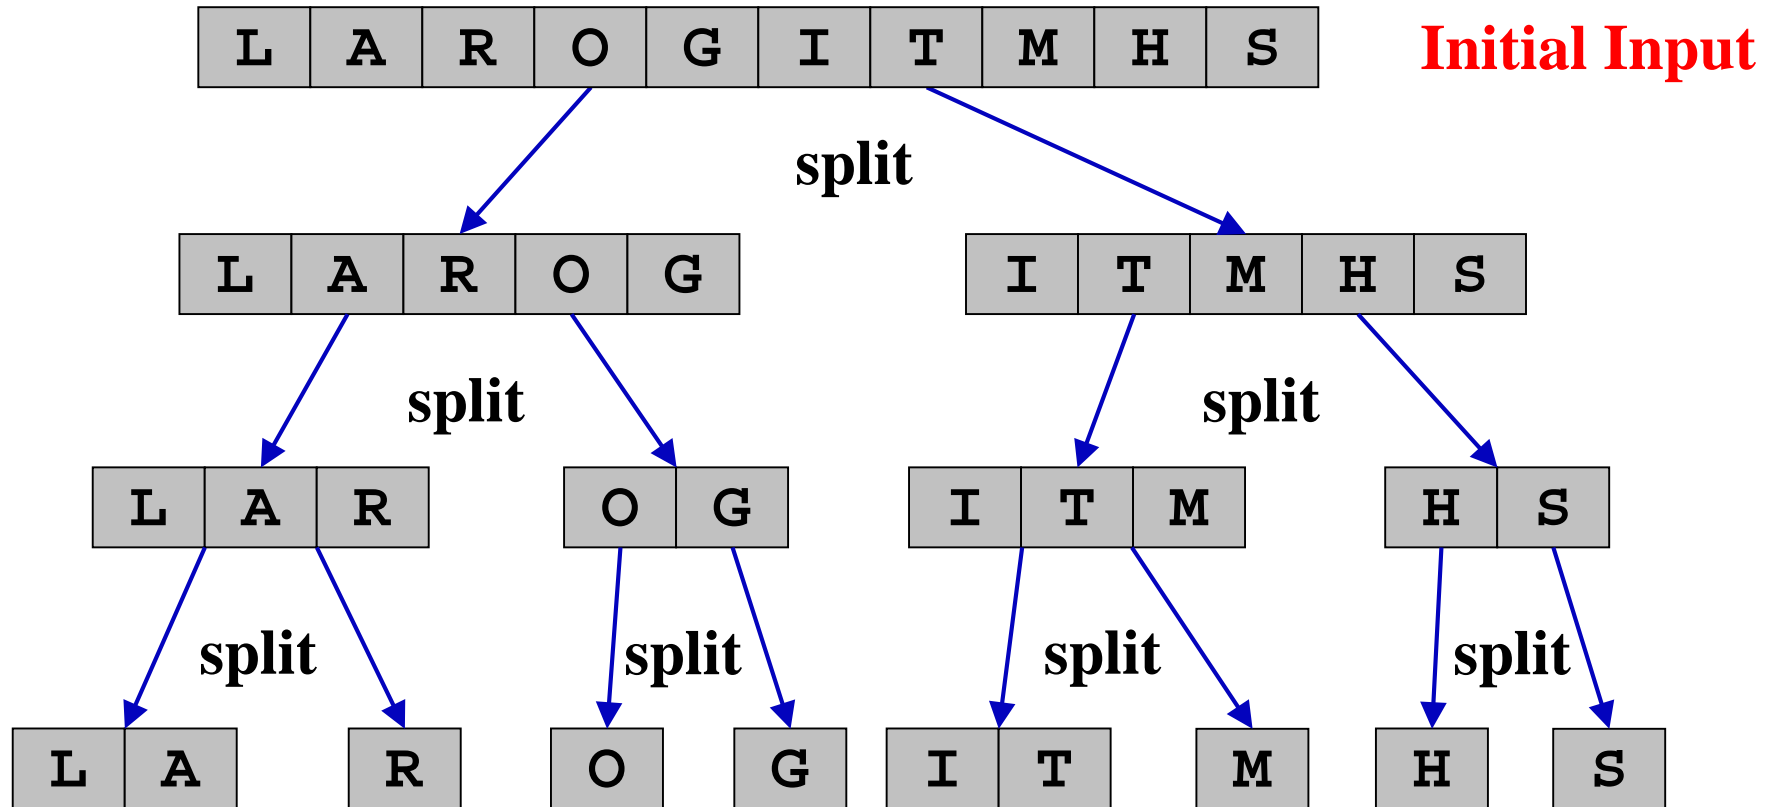 L A R O G I T M H S Initial Input
split
L A R O G I T M H S
split split
L A R O G I T M H S
split split split split
L A R O G I T M H S